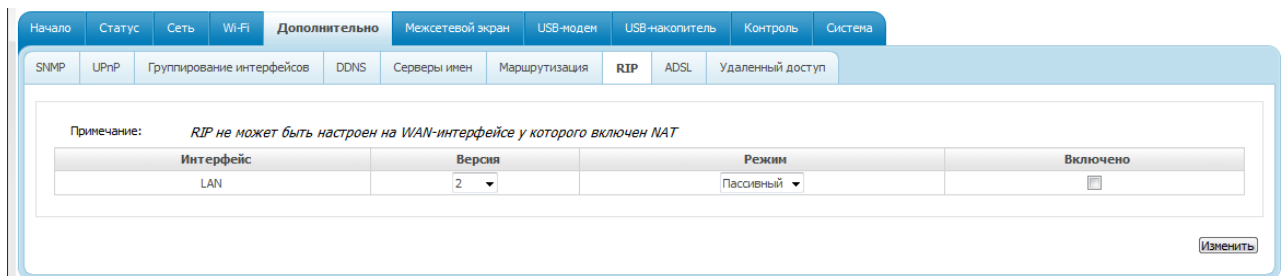 Начало Статус Сеть Wi-Fi Дополнительно Межсетевой экран USB-модем USB-накопитель Контроль Система
SNMP UPnP Группирование интерфейсов DDNS Серверы имен Маршрутизация RIP ADSL Удаленный доступ
Примечание: RIP не может быть настроен на WAN-интерфейсе у которого включен NAT
Интерфейс Версия Режим Включено
LAN 2 Пассивный
Изменить